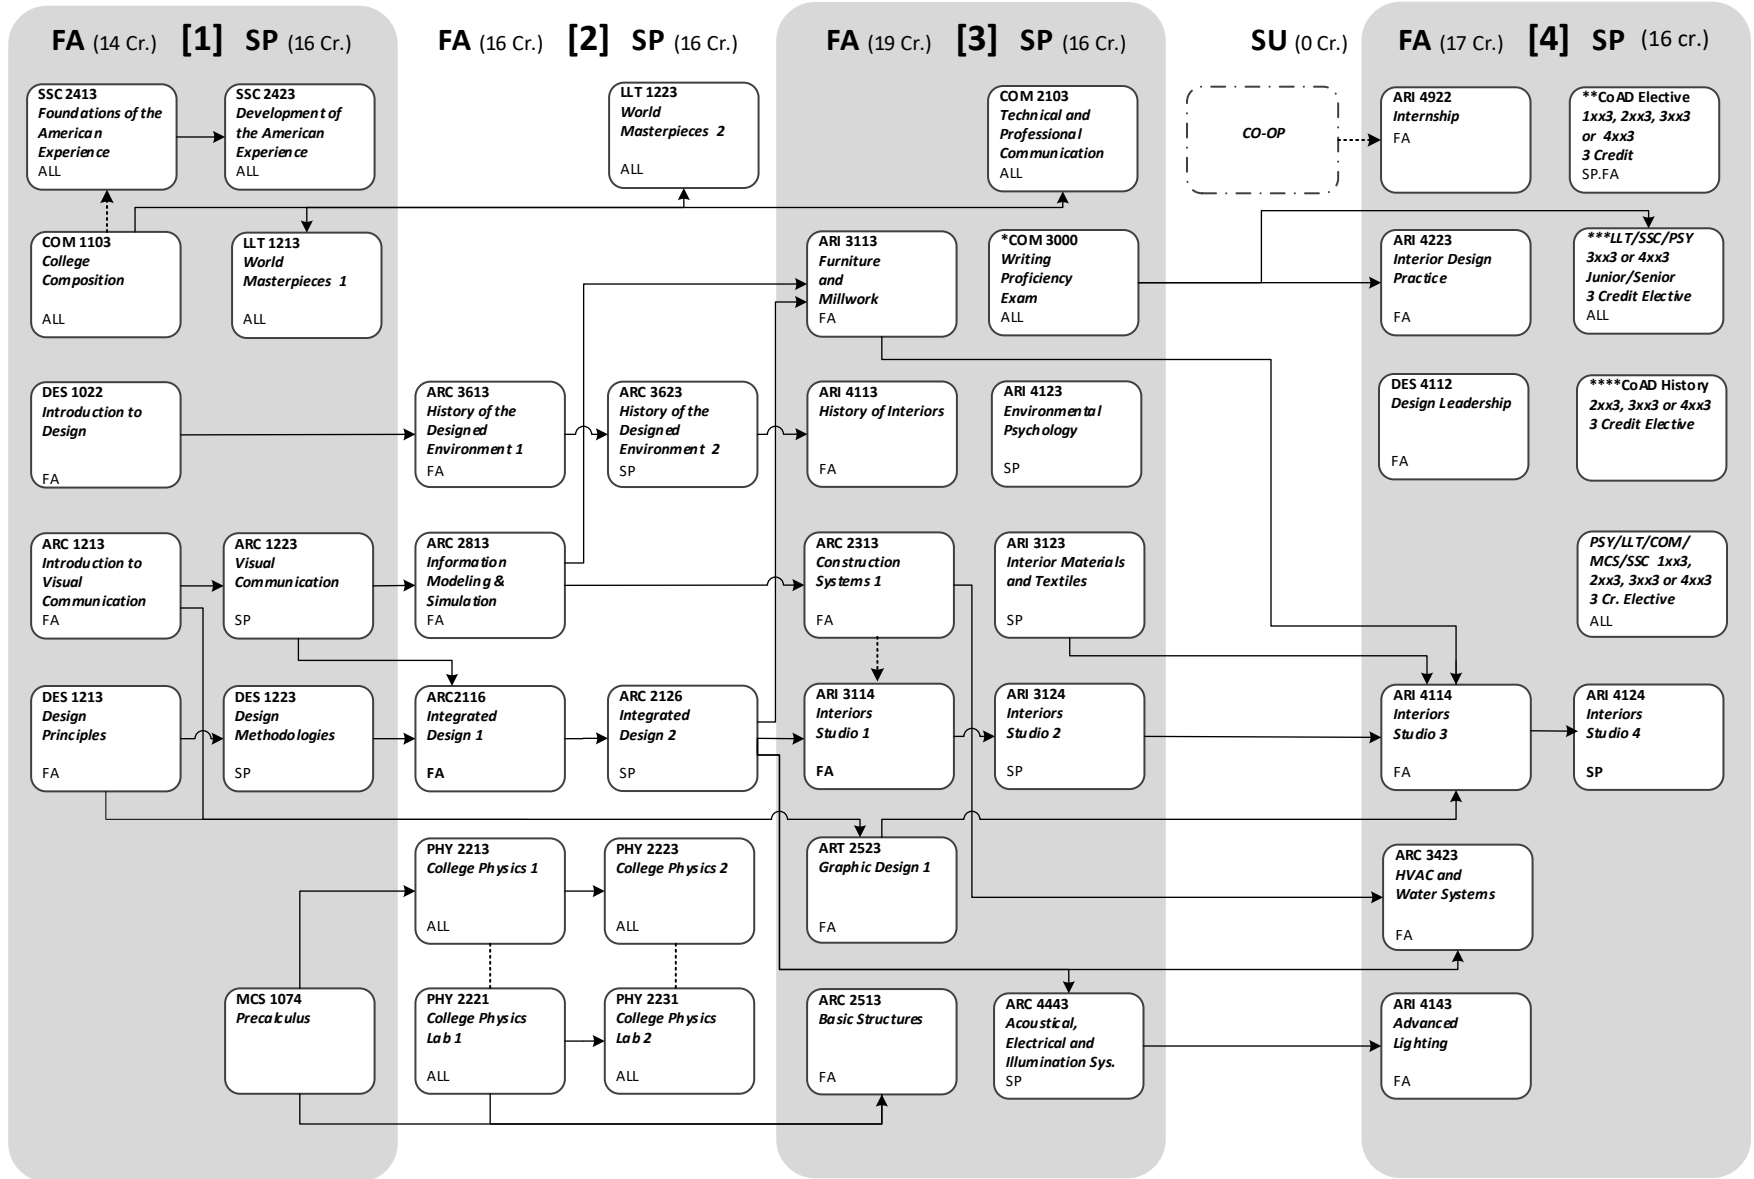 FA (14 Cr.) [1] SP (16 Cr.)
FA (16 Cr.) [2] SP (16 Cr.)
FA (19 Cr.) [3] SP (16 Cr.)
SU (0 Cr.)
FA (17 Cr.) [4] SP (16 cr.)
SSC 2413
Foundations of the
American
Experience
ALL
SSC 2423
Development of
the American
Experience
ALL
LLT 1223
World
Masterpieces 2
ALL
COM 2103
Technical and
Professional
Communication
ALL
CO-OP
ARI 4922
Internship
FA
**CoAD Elective
1xx3, 2xx3, 3xx3
or 4xx3
3 Credit
SP.FA
COM 1103
College
Composition
ALL
LLT 1213
World
Masterpieces 1
ALL
ARI 3113
Furniture
and
Millwork
FA
*COM 3000
Writing
Proficiency
Exam
ALL
ARI 4223
Interior Design
Practice
FA
***LLT/SSC/PSY
3xx3 or 4xx3
Junior/Senior
3 Credit Elective
ALL
DES 1022
Introduction to
Design
FA
ARC 3613
History of the
Designed
Environment 1
FA
ARC 3623
History of the
Designed
Environment 2
SP
ARI 4113
History of Interiors
FA
ARI 4123
Environmental
Psychology
SP
DES 4112
Design Leadership
FA
****CoAD History
2xx3, 3xx3 or 4xx3
3 Credit Elective
ARC 1213
Introduction to
Visual
Communication
FA
ARC 1223
Visual
Communication
SP
ARC 2813
Information
Modeling &
Simulation
FA
ARC 2313
Construction
Systems 1
FA
ARI 3123
Interior Materials
and Textiles
SP
PSY/LLT/COM/
MCS/SSC 1xx3,
2xx3, 3xx3 or 4xx3
3 Cr. Elective
ALL
DES 1213
Design
Principles
FA
DES 1223
Design
Methodologies
SP
ARC2116
Integrated
Design 1
FA
ARC 2126
Integrated
Design 2
SP
ARI 3114
Interiors
Studio 1
FA
ARI 3124
Interiors
Studio 2
SP
ARI 4114
Interiors
Studio 3
FA
ARI 4124
Interiors
Studio 4
SP
PHY 2213
College Physics 1
ALL
PHY 2223
College Physics 2
ALL
ART 2523
Graphic Design 1
FA
ARC 3423
HVAC and
Water Systems
FA
MCS 1074
Precalculus
PHY 2221
College Physics
Lab 1
ALL
PHY 2231
College Physics
Lab 2
ALL
ARC 2513
Basic Structures
FA
ARC 4443
Acoustical,
Electrical and
Illumination Sys.
SP
ARI 4143
Advanced
Lighting
FA